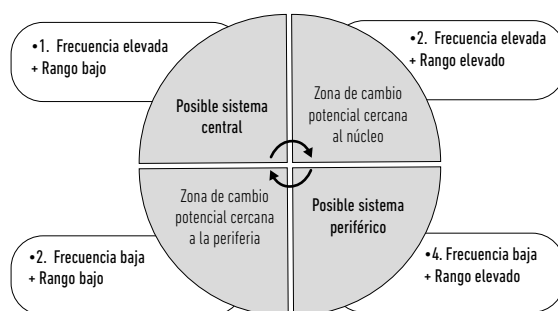 •1. Frecuencia elevada
+ Rango bajo
•2. Frecuencia elevada
+ Rango elevado
Posible sistema
central
Zona de cambio
potencial cercana
al núcleo
Zona de cambio
potencial cercana
a la periferia
Posible sistema
periférico
•2. Frecuencia baja
+ Rango bajo
•4. Frecuencia baja
+ Rango elevado